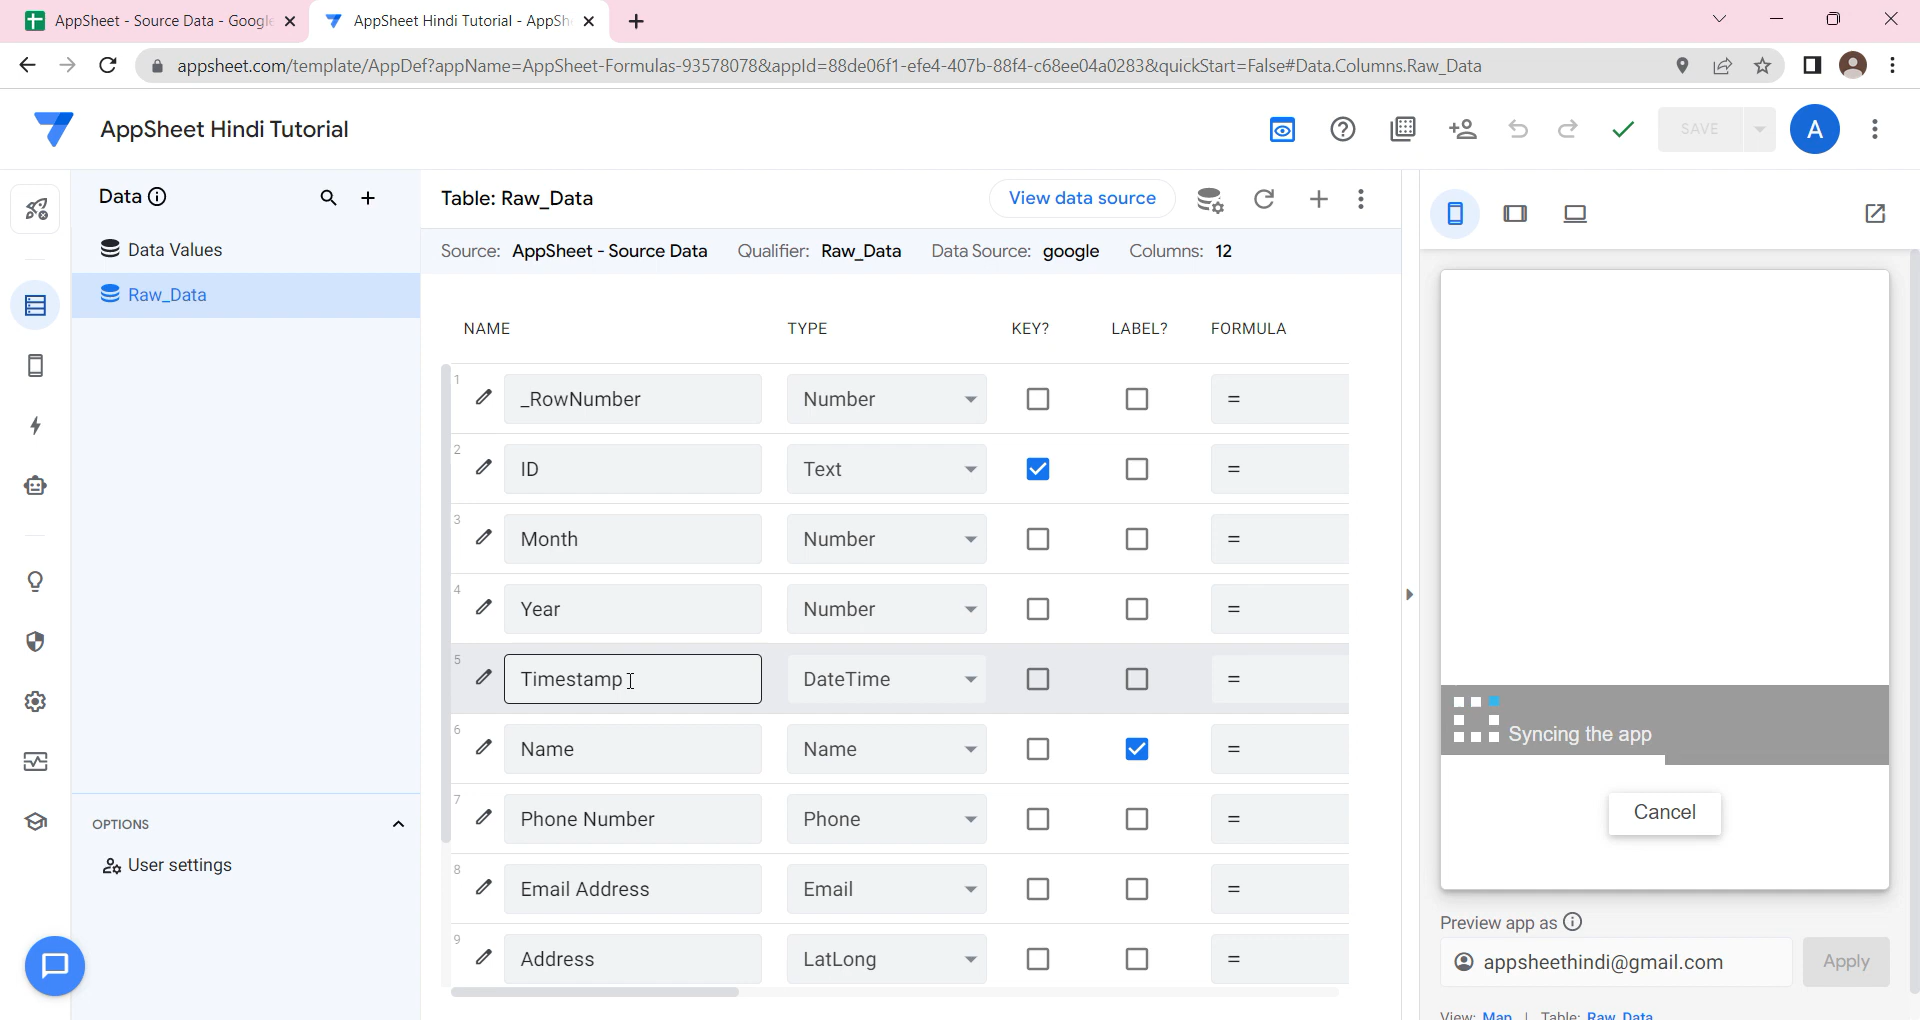 AppSheet - Source Data - Google
AppSheet Hindi Tutorial - AppSh
appsheet.com/template/AppDef?appName=AppSheet-Formulas-93578078&appId=88de06f1-efe4-407b-88f4-c68ee04a0283&quickStart=False#Data.Columns.Raw_Data
AppSheet Hindi Tutorial
SAVE
A
Data
Data Values
Raw_Data
OPTIONS
User settings
Table: Raw_Data
View data source
Source: AppSheet - Source Data Qualifier: Raw_Data Data Source: google Columns: 12
NAME TYPE KEY? LABEL? FORMULA
1 _RowNumber Number =
2 ID Text =
3 Month Number =
4 Year Number =
5 Timestamp DateTime =
6 Name Name =
7 Phone Number Phone =
8 Email Address Email =
9 Address LatLong =
Syncing the app
Cancel
Preview app as
appsheethindi@gmail.com
Apply
View: Map | Table: Raw_Data